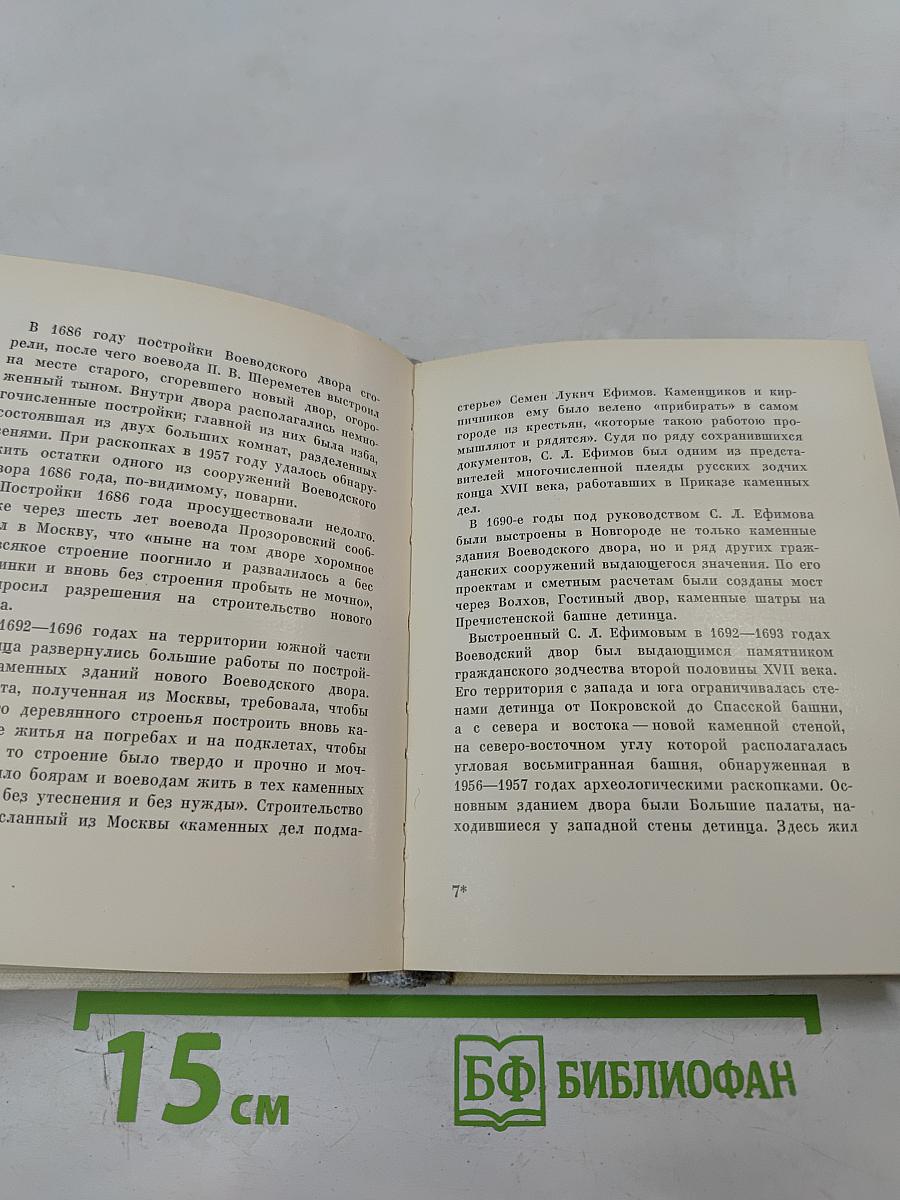 В 1686 году постройки Воеводского двора сго-
рели, после чего воевода П. В. Шереметев выстроил
на месте старого, сгоревшего новый двор, огоро-
женный тыном. Внутри двора располагались немно-
гочисленные постройки; главной из них была изба,
состоявшая из двух больших комнат, разделенных
сенями. При раскопках в 1957 году удалось обнару-
жить остатки одного из сооружений Воеводского
вора 1686 года, по-видимому, поварни.
Постройки 1686 года просуществовали недолго.
же через шесть лет воевода Прозоровский сооб-
л в Москву, что «ныне на том дворе хоромное
всякое строение поогнило и развалилось а бес
инки и вновь без строения пробыть не мочно»,
просил разрешения на строительство нового
а.
1692—1696 годах на территории южной части
нца развернулись большие работы по построй-
аменных зданий нового Воеводского двора.
та, полученная из Москвы, требовала, чтобы
о деревянного строенья построить вновь ка-
е житья на погребах и на подклетах, чтобы
то строение было твердо и прочно и моч-
ло боярам и воеводам жить в тех каменных
без утеснения и без нужды». Строительство
сланный из Москвы «каменных дел подма-
стерье» Семен Лукич Ефимов. Каменщиков и кир-
пичников ему было велено «прибирать» в самом
городе из крестьян, «которые такою работою про-
мышляют и рядятся». Судя по ряду сохранившихся
документов, С. Л. Ефимов был одним из предста-
вителей многочисленной плеяды русских зодчих
конца XVII века, работавших в Приказе каменных
дел.
В 1690-е годы под руководством С. Л. Ефимова
были выстроены в Новгороде не только каменные
здания Воеводского двора, но и ряд других граж-
данских сооружений выдающегося значения. По его
проектам и сметным расчетам были созданы мост
через Волхов, Гостиный двор, каменные шатры на
Пречистенской башне детинца.
Выстроенный С. Л. Ефимовым в 1692—1693 годах
Воеводский двор был выдающимся памятником
гражданского зодчества второй половины XVII века.
Его территория с запада и юга ограничивалась сте-
нами детинца от Покровской до Спасской башни,
а с севера и востока — новой каменной стеной,
на северо-восточном углу которой располагалась
угловая восьмигранная башня, обнаруженная в
1956—1957 годах археологическими раскопками. Ос-
новным зданием двора были Большие палаты, на-
ходившиеся у западной стены детинца. Здесь жил
7*
15 см
БФ БИБЛИОФАН